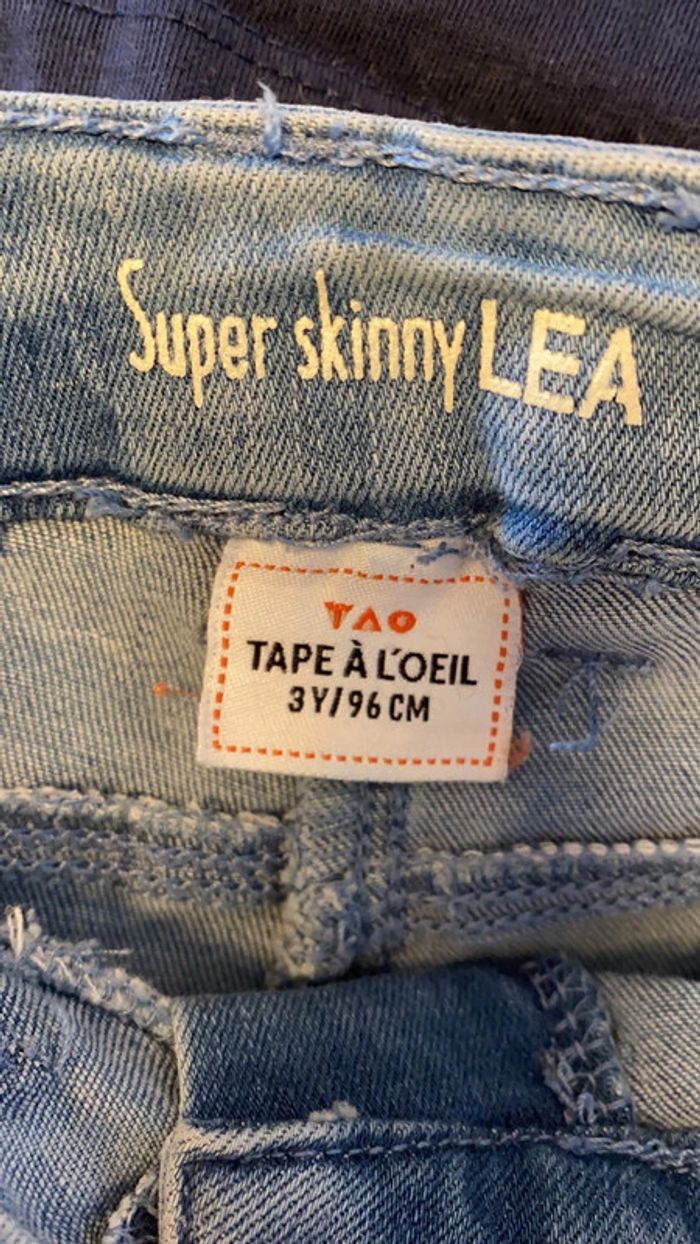 Super skinny LEA
TAO
TAPE À L'OEIL
3Y/96 CM